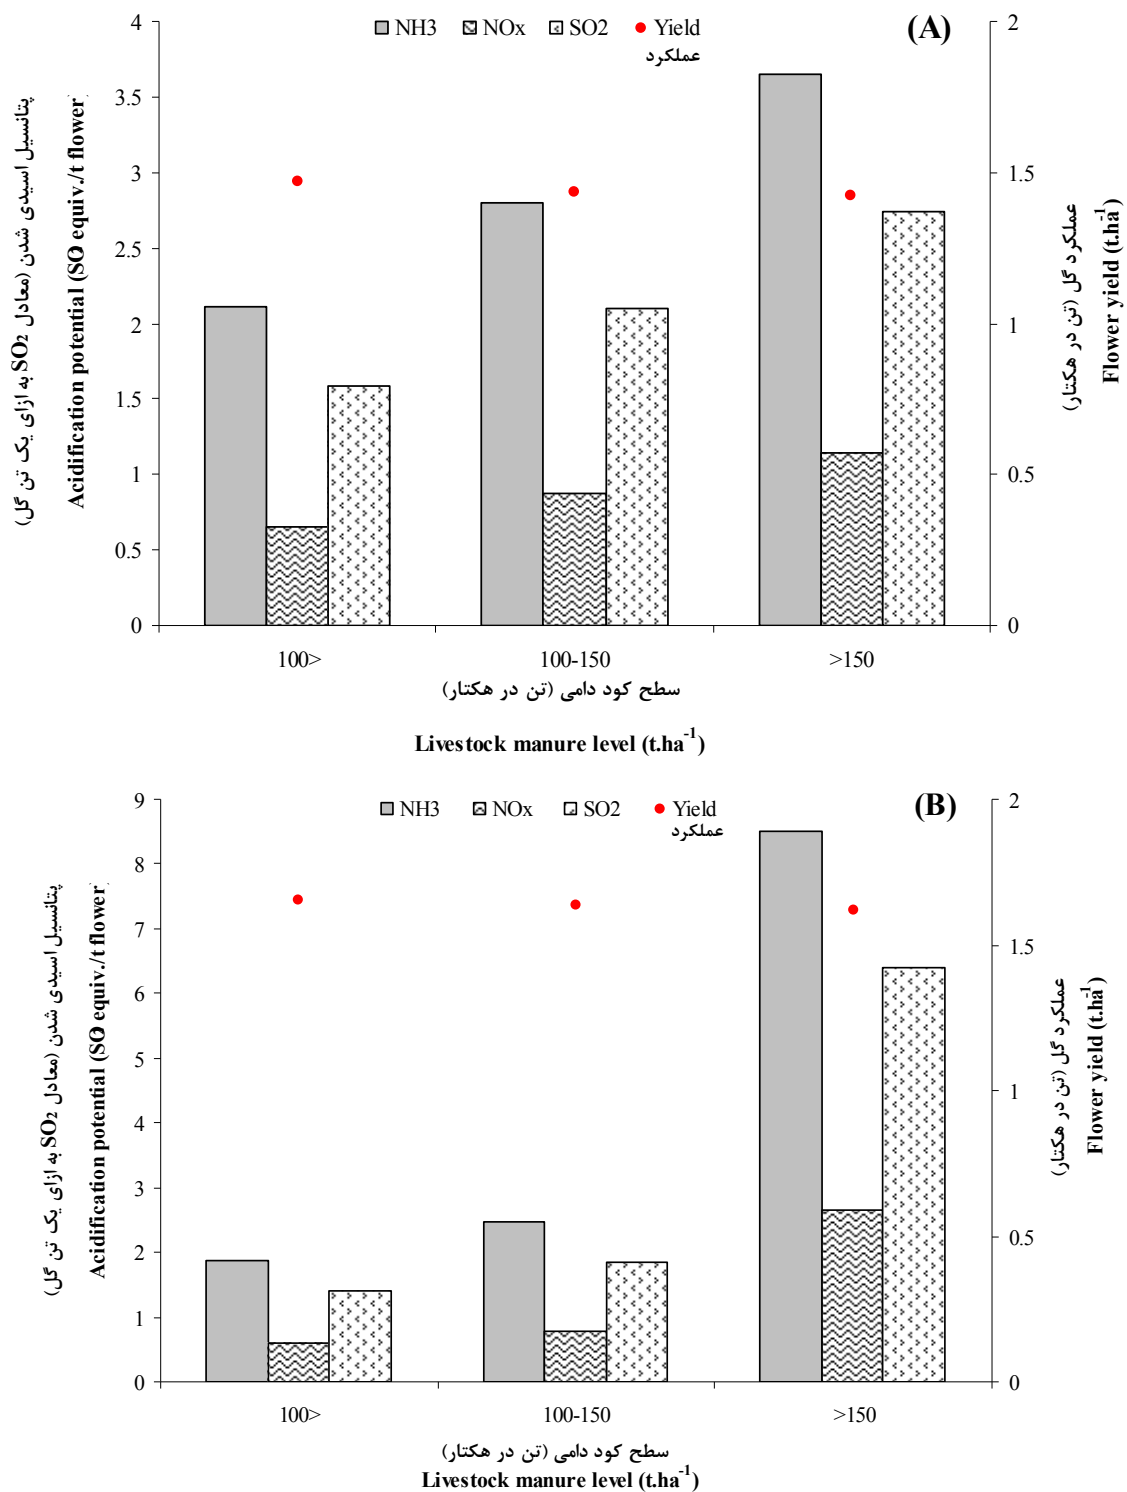 NH3 NOx SO2 Yield
عملکرد
(A)
4
3.5
3
2.5
2
1.5
1
0.5
0
2
1.5
1
0.5
0
پتانسیل اسیدی شدن (معادل SO2 به ازای یک تن گل)
Acidification potential (SO equiv./t flower)
عملکرد گل (تن در هکتار)
Flower yield (t.ha-1)
100> 100-150 >150
سطح کود دامی (تن در هکتار)
Livestock manure level (t.ha-1)
NH3 NOx SO2 Yield
عملکرد
(B)
9
8
7
6
5
4
3
2
1
0
2
1.5
1
0.5
0
پتانسیل اسیدی شدن (معادل SO2 به ازای یک تن گل)
Acidification potential (SO equiv./t flower)
عملکرد گل (تن در هکتار)
Flower yield (t.ha-1)
100> 100-150 >150
سطح کود دامی (تن در هکتار)
Livestock manure level (t.ha-1)